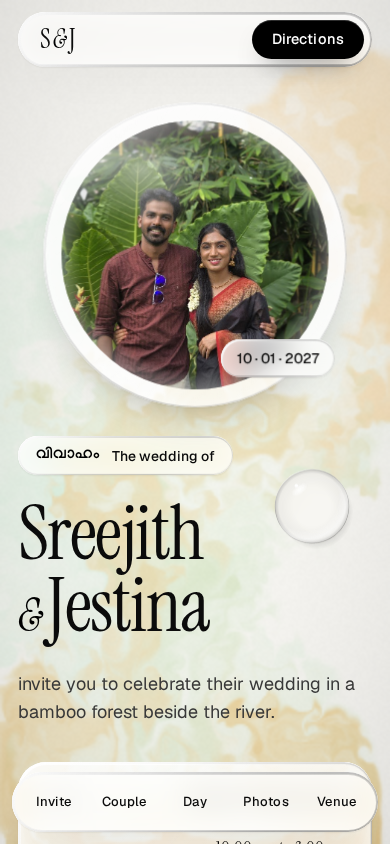 S&J
Directions
10 · 01 · 2027
വിവാഹം The wedding of
Sreejith
&Jestina
invite you to celebrate their wedding in a
bamboo forest beside the river.
Invite Couple Day Photos Venue